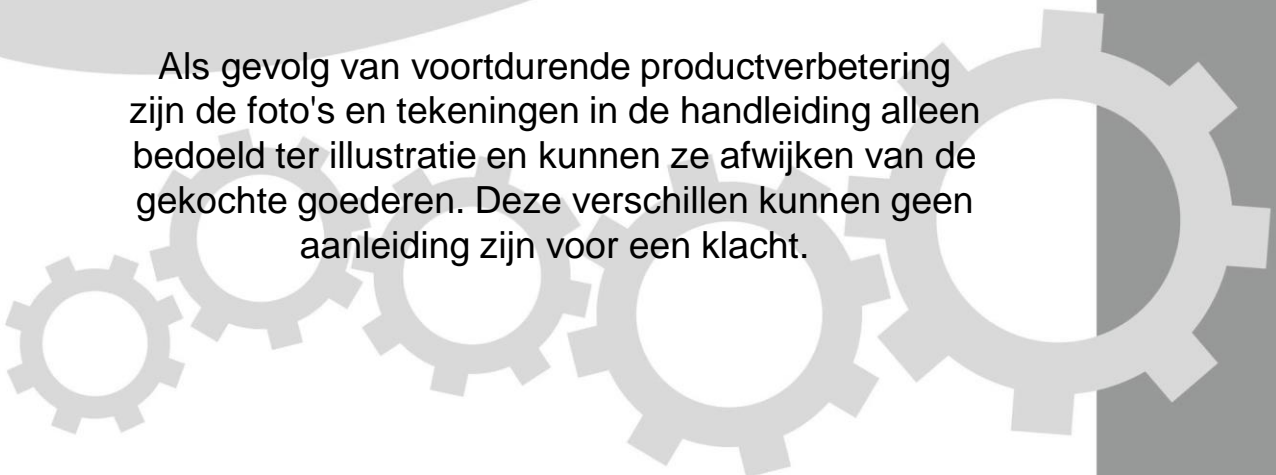 Als gevolg van voortdurende productverbetering
zijn de foto's en tekeningen in de handleiding alleen
bedoeld ter illustratie en kunnen ze afwijken van de
gekochte goederen. Deze verschillen kunnen geen
aanleiding zijn voor een klacht.